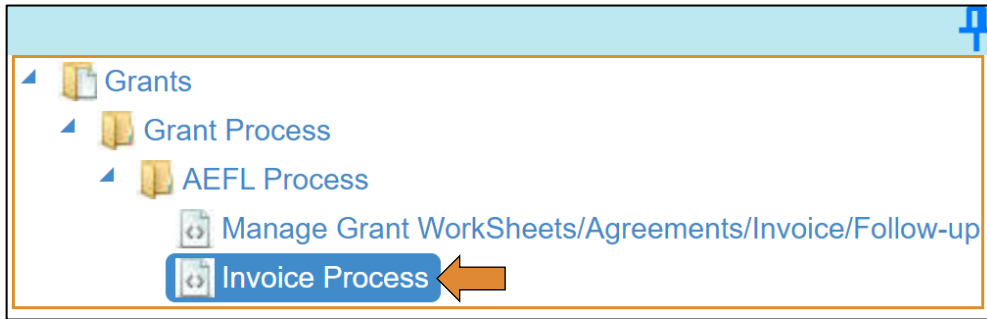 Grants
Grant Process
AEFL Process
Manage Grant WorkSheets/Agreements/Invoice/Follow-up
Invoice Process